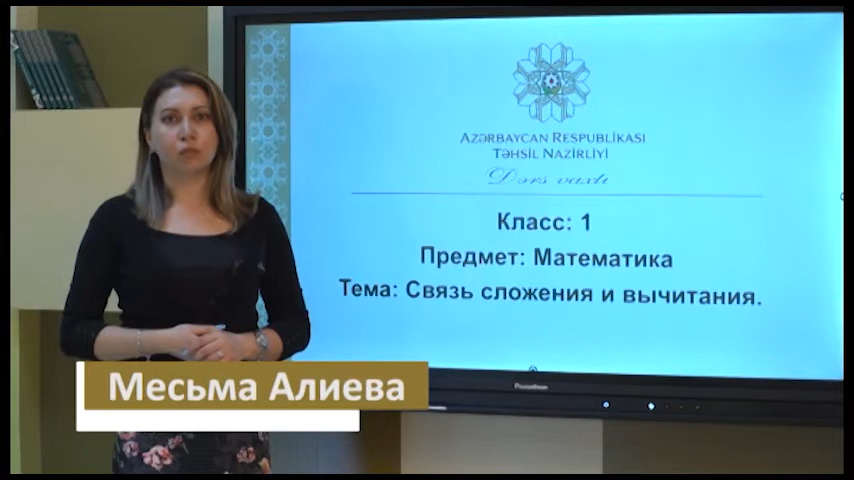 AZƏRBAYCAN RESPUBLİKASI
TƏHSİL NAZİRLİYİ
Dərs vaxtı
Класс: 1
Предмет: Математика
Тема: Связь сложения и вычитания.
Месьма Алиева
Promethean